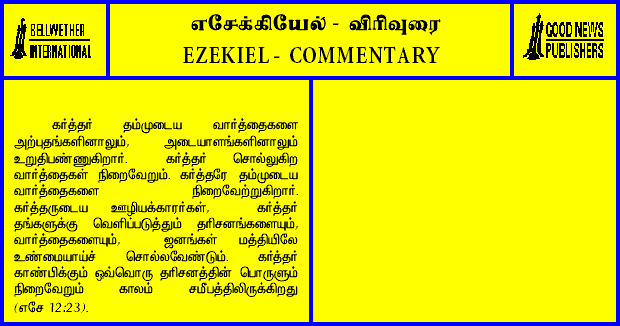 BELLWETHER
INTERNATIONAL
எசேக்கியேல் - விரிவுரை
EZEKIEL - COMMENTARY
GOOD NEWS
PUBLISHERS
கர்த்தர் தம்முடைய வார்த்தைகளை
அற்புதங்களினாலும், அடையாளங்களினாலும்
உறுதிபண்ணுகிறார். கர்த்தர் சொல்லுகிற
வார்த்தைகள் நிறைவேறும். கர்த்தரே தம்முடைய
வார்த்தைகளை நிறைவேற்றுகிறார்.
கர்த்தருடைய ஊழியக்காரர்கள், கர்த்தர்
தங்களுக்கு வெளிப்படுத்தும் தரிசனங்களையும்,
வார்த்தைகளையும், ஜனங்கள் மத்தியிலே
உண்மையாய்ச் சொல்லவேண்டும். கர்த்தர்
காண்பிக்கும் ஒவ்வொரு தரிசனத்தின் பொருளும்
நிறைவேறும் காலம் சமீபத்திலிருக்கிறது
(எசே 12:23).